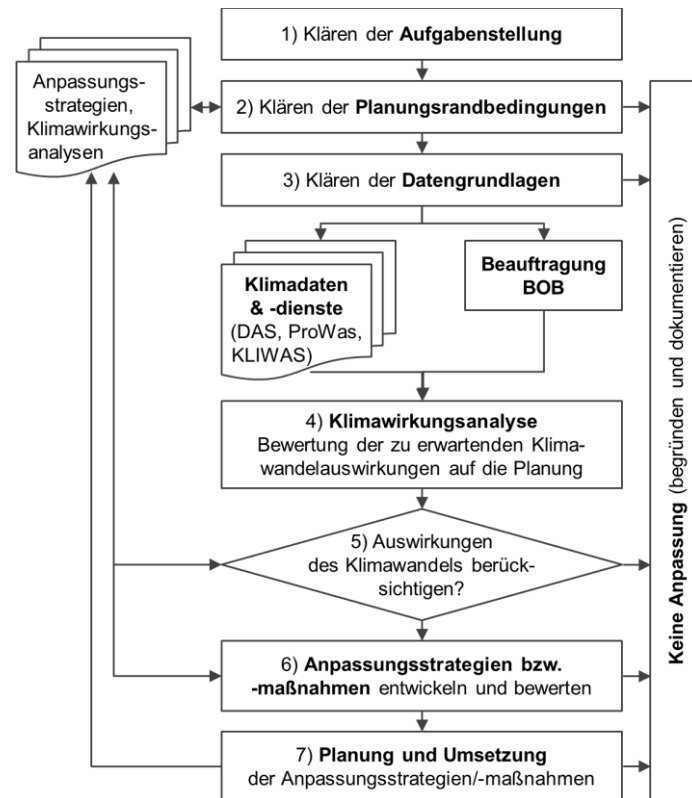 1) Klären der Aufgabenstellung
Anpassungs-
strategien,
Klimawirkungs-
analysen
2) Klären der Planungsrandbedingungen
3) Klären der Datengrundlagen
Klimadaten
& -dienste
(DAS, ProWas,
KLIWAS)
Beauftragung
BOB
4) Klimawirkungsanalyse
Bewertung der zu erwartenden Klima-
wandelauswirkungen auf die Planung
5) Auswirkungen
des Klimawandels berück-
sichtigen?
6) Anpassungsstrategien bzw.
-maßnahmen entwickeln und bewerten
7) Planung und Umsetzung
der Anpassungsstrategien/-maßnahmen
Keine Anpassung (begründen und dokumentieren)